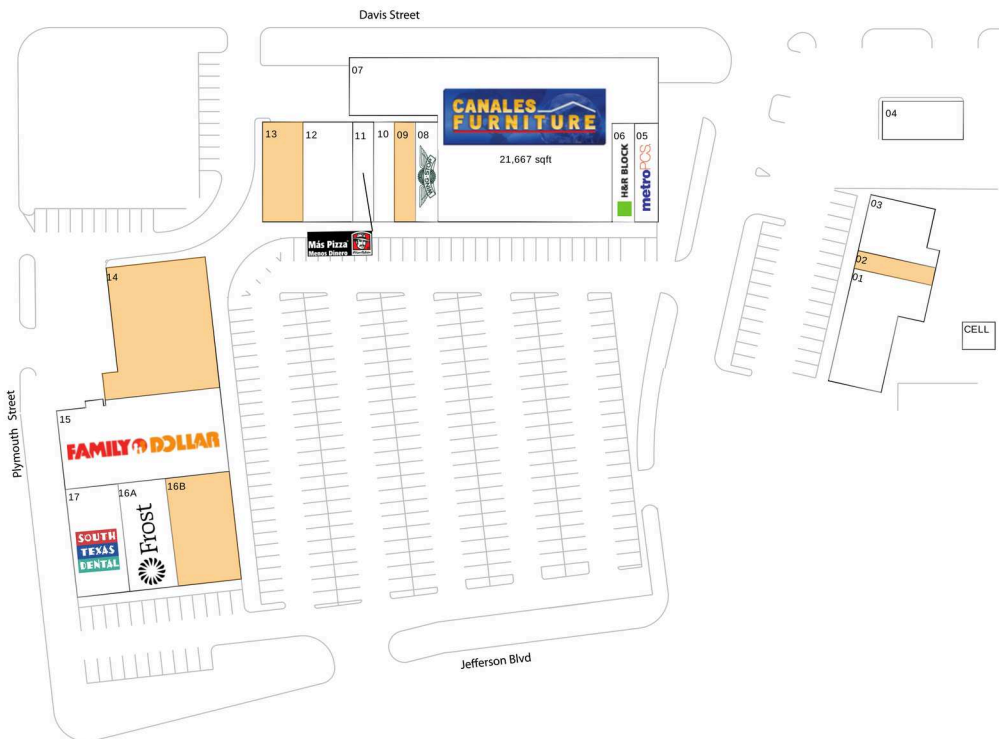 Davis Street
07
CANALES
FURNITURE
21,667 sqft
13
12
11
10
09
08
WING STOP
06
H&R BLOCK
05
metroPCS.
04
03
02
01
CELL
Más Pizza
Menos Dinero
14
Plymouth Street
15
FAMILY DOLLAR
17
SOUTH
TEXAS
DENTAL
16A
Frost
16B
Jefferson Blvd